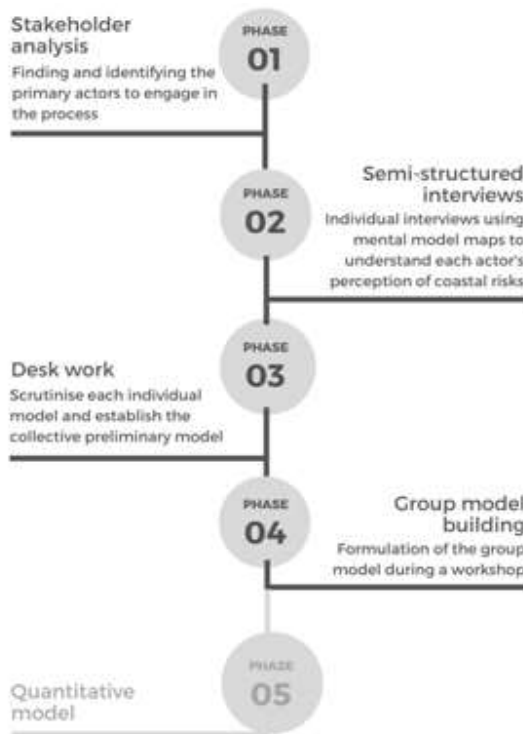 Stakeholder
analysis
Finding and identifying the
primary actors to engage in
the process
PHASE
01
PHASE
02
Semi-structured
interviews
Individual interviews using
mental model maps to
understand each actor's
perception of coastal risks
PHASE
03
Desk work
Scrutinise each individual
model and establish the
collective preliminary model
PHASE
04
Group model
building
Formulation of the group
model during a workshop
PHASE
05
Quantitative
model